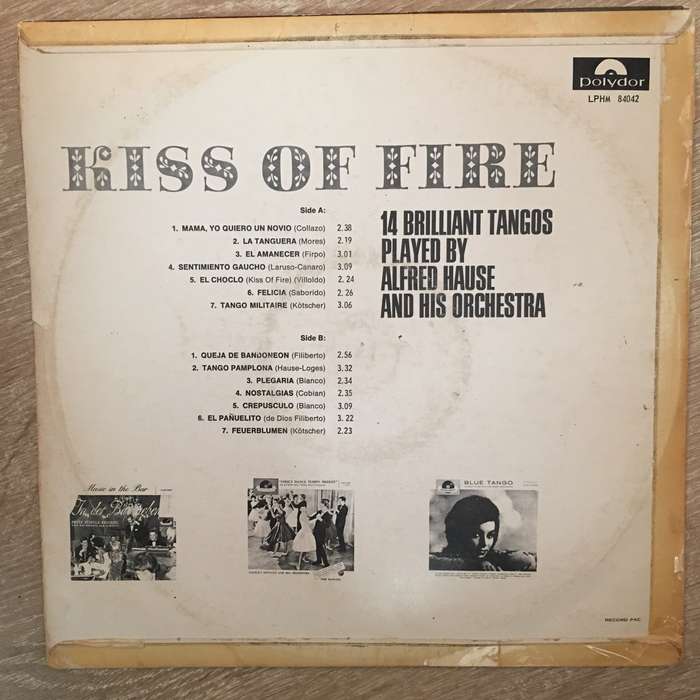 polydor
LPHM 84042
KISS OF FIRE
14 BRILLIANT TANGOS
PLAYED BY
ALFRED HAUSE
AND HIS ORCHESTRA
Side A:
1. MAMA, YO QUIERO UN NOVIO (Collazo) 2.38
2. LA TANGUERA (Mores) 2.19
3. EL AMANECER (Firpo) 3.01
4. SENTIMIENTO GAUCHO (Laruso-Canaro) 3.09
5. EL CHOCLO (Kiss Of Fire) (Villoldo) 2.24
6. FELICIA (Saborido) 2.26
7. TANGO MILITAIRE (Kötscher) 3.06
Side B:
1. QUEJA DE BANDONEON (Filiberto) 2.56
2. TANGO PAMPLONA (Hause-Loges) 3.32
3. PLEGARIA (Bianco) 2.34
4. NOSTALGIAS (Cobian) 2.35
5. CREPUSCULO (Bianco) 3.09
6. EL PAÑUELITO (de Dios Filiberto) 3.22
7. FEUERBLUMEN (Kötscher) 2.23
Music in the Bar
In der Bar
BLUE TANGO
RECORD PAC